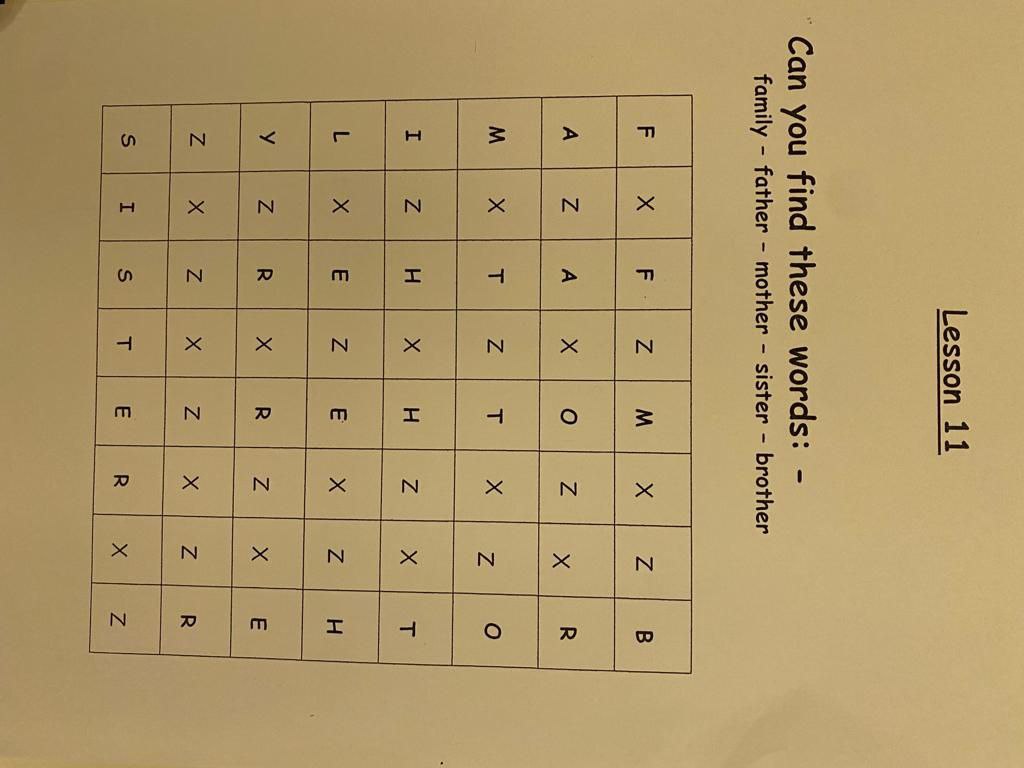 Lesson 11
Can you find these words: -
family - father - mother - sister - brother
F X F Z M X Z B
A Z A X O Z X R
M X T Z T X Z O
I Z H X H Z X T
L X E Z E X Z H
Y Z R X R Z X E
Z X Z X Z X Z R
S I S T E R X Z